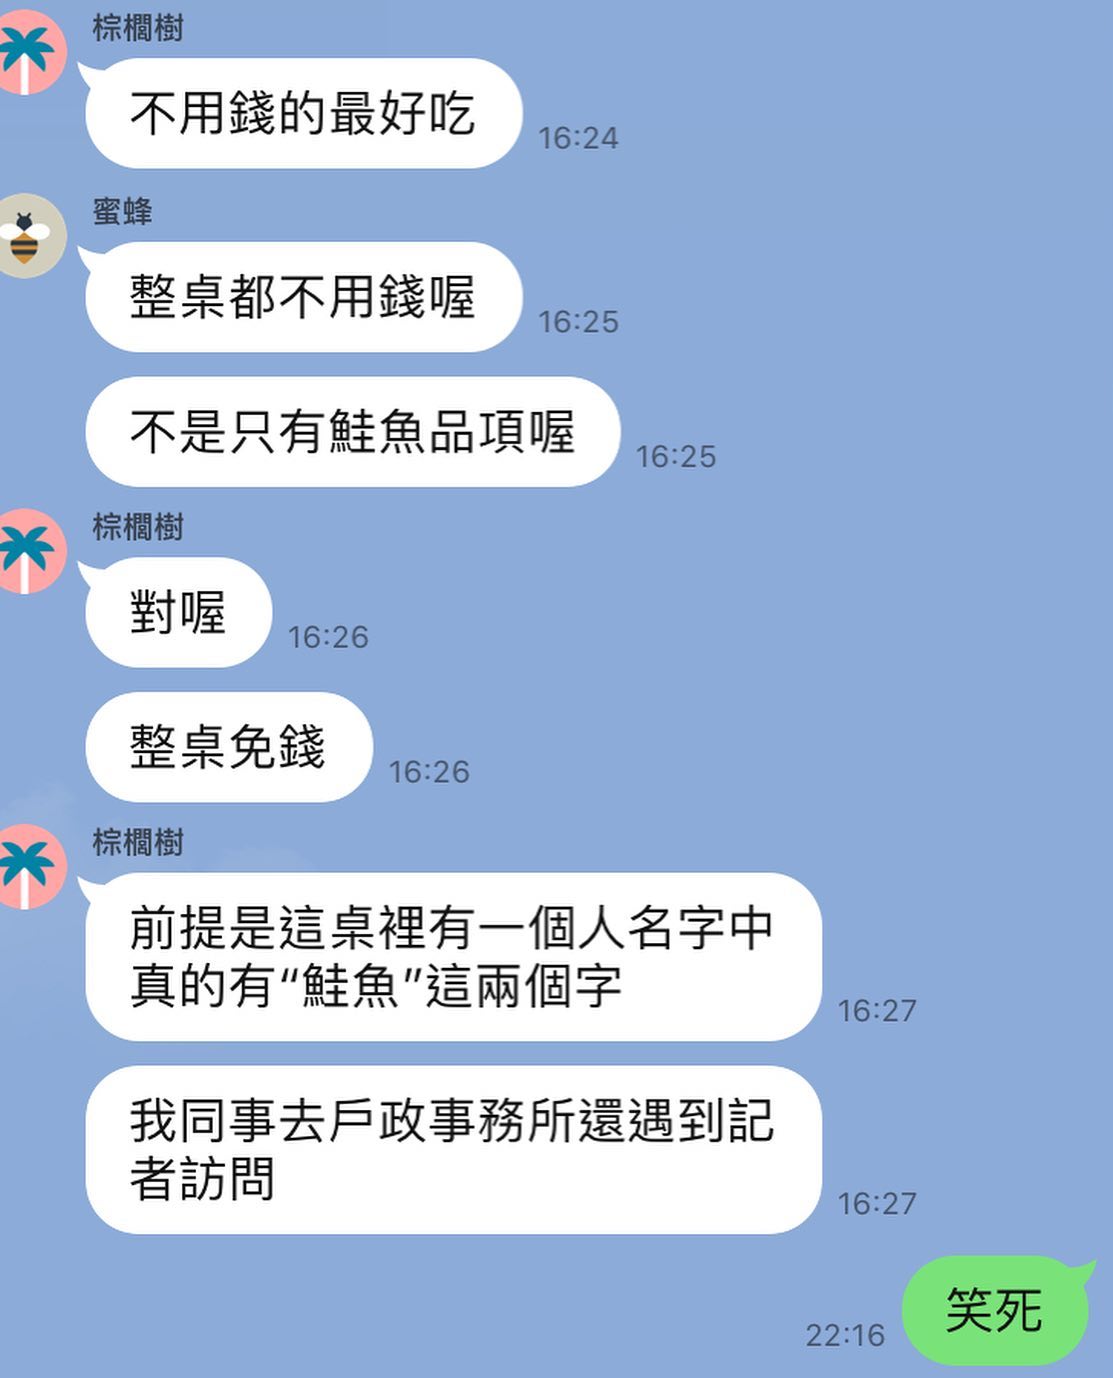 棕櫚樹
不用錢的最好吃
16:24
蜜蜂
整桌都不用錢喔
16:25
不是只有鮭魚品項喔
16:25
棕櫚樹
對喔
16:26
整桌免錢
16:26
棕櫚樹
前提是這桌裡有一個人名字中
真的有“鮭魚”這兩個字
16:27
我同事去戶政事務所還遇到記
者訪問
16:27
笑死
22:16